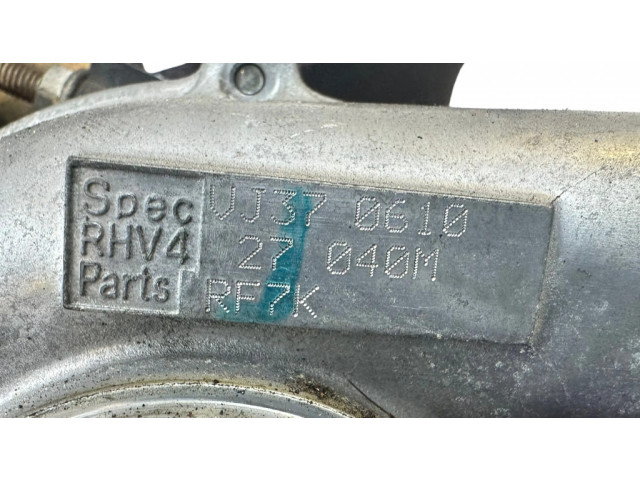 Spec VJ37 0610
RHV4 27 040M
Parts RF7K